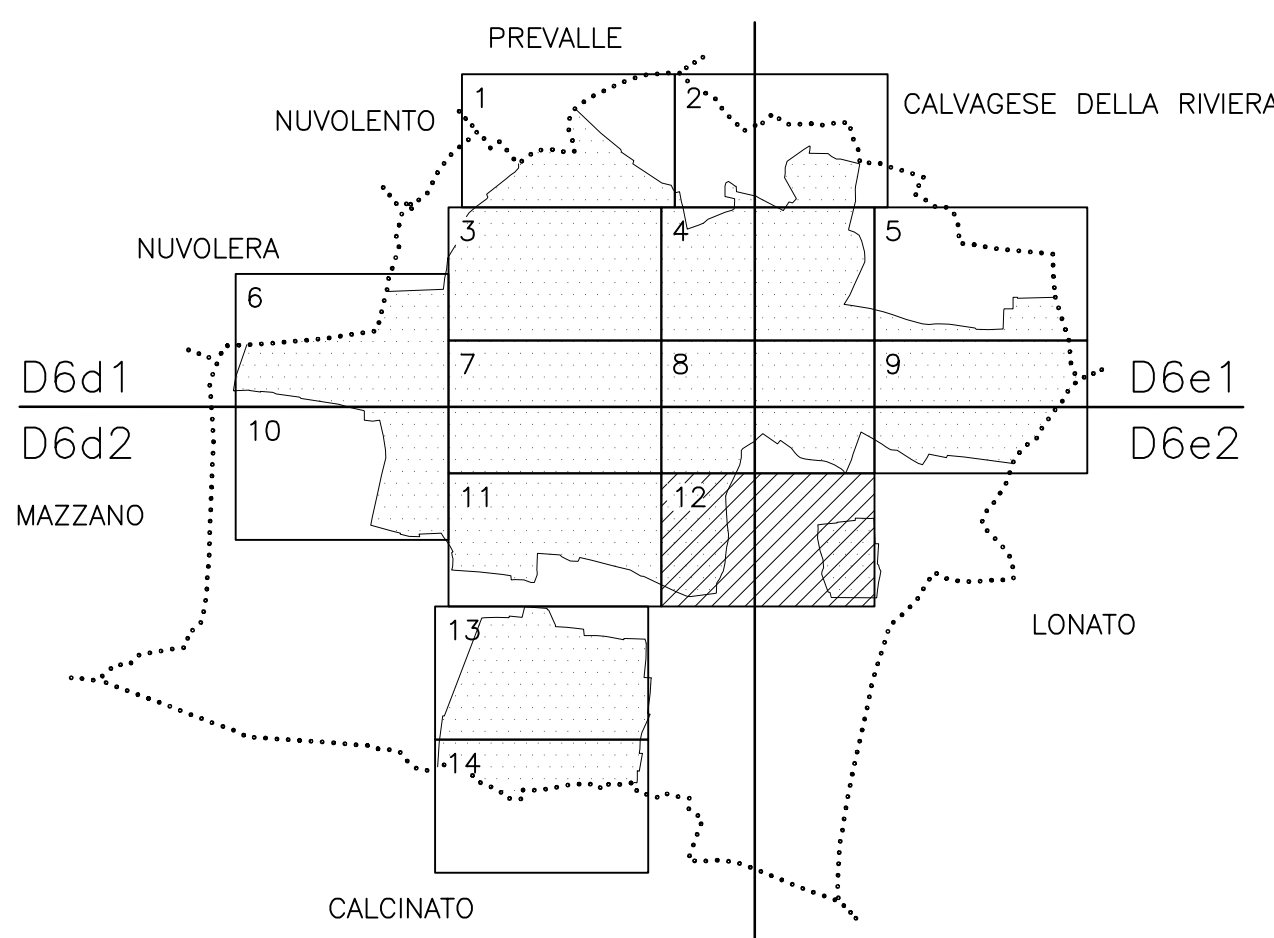 PREVALLE
1
2
CALVAGESE DELLA RIVIERA
NUVOLENTO
3
4
5
NUVOLERA
6
7
8
9
D6d1
D6e1
10
D6d2
D6e2
11
12
MAZZANO
13
LONATO
14
CALCINATO